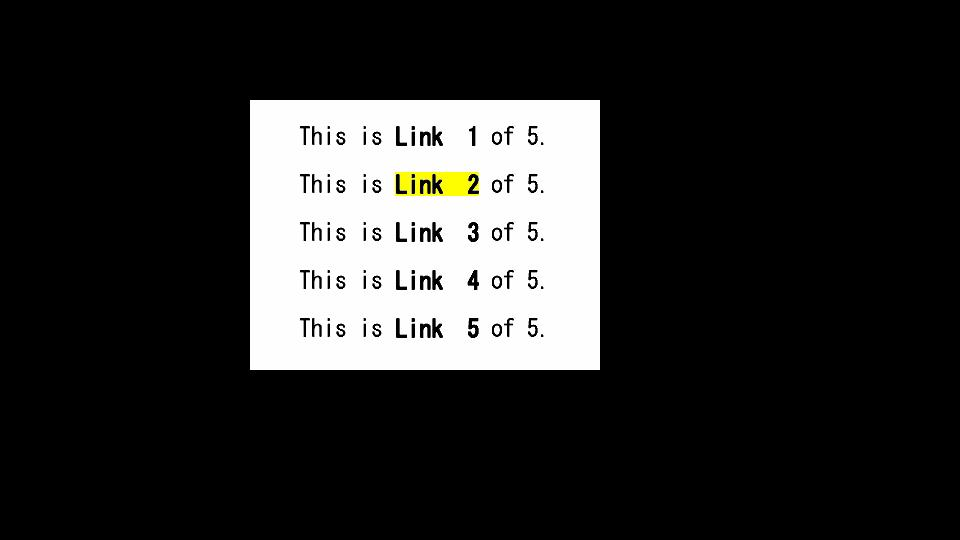 This is Link  1 of 5.
This is Link  2 of 5.
This is Link  3 of 5.
This is Link  4 of 5.
This is Link  5 of 5.